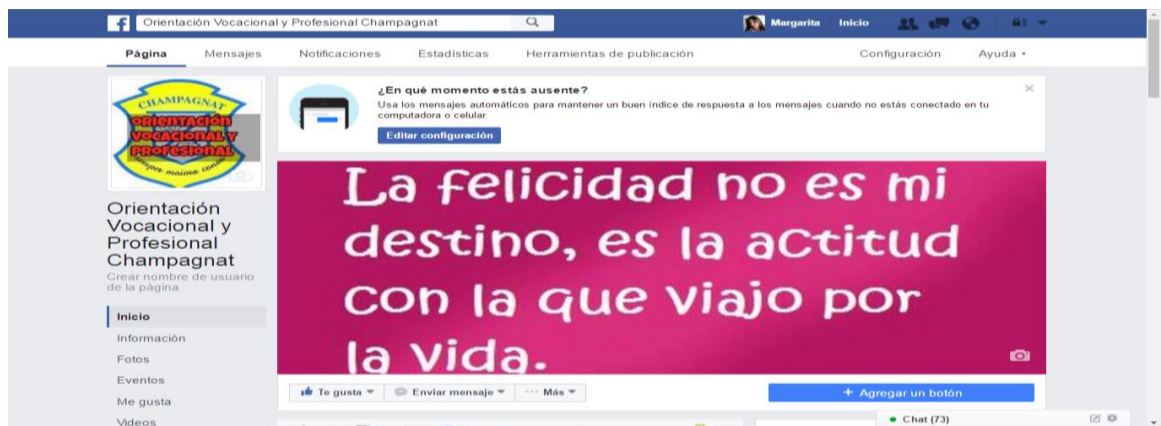 Orientación Vocacional y Profesional Champagnat
Margarita Inicio
Página Mensajes Notificaciones Estadísticas Herramientas de publicación Configuración Ayuda
CHAMPAGNAT
ORIENTACIÓN
VOCACIONAL Y
PROFESIONAL
semper maiora
¿En qué momento estás ausente?
Usa los mensajes automáticos para mantener un buen índice de respuesta a los mensajes cuando no estás conectado en tu
computadora o celular.
Editar configuración
Orientación
Vocacional y
Profesional
Champagnat
Crear nombre de usuario
de la página
Inicio
Información
Fotos
Eventos
Me gusta
Videos
La felicidad no es mi
destino, es la actitud
con la que viajo por
la vida.
Te gusta Enviar mensaje Más
+ Agregar un botón
Chat (73)